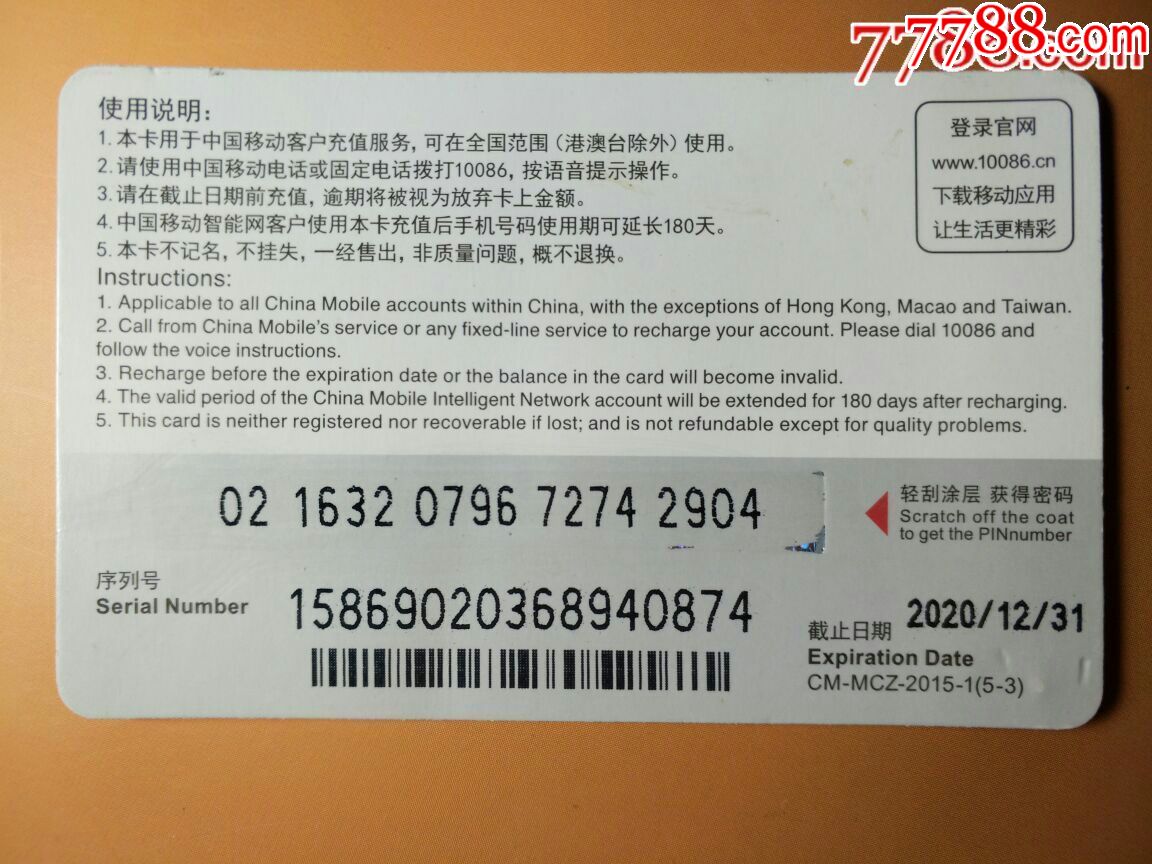 77788.com
使用说明：
1.本卡用于中国移动客户充值服务，可在全国范围（港澳台除外）使用。
2.请使用中国移动电话或固定电话拨打10086，按语音提示操作。
3.请在截止日期前充值，逾期将被视为放弃卡上金额。
4.中国移动智能网客户使用本卡充值后手机号码使用期可延长180天。
5.本卡不记名，不挂失，一经售出，非质量问题，概不退换。
登录官网
www.10086.cn
下载移动应用
让生活更精彩
Instructions:
1. Applicable to all China Mobile accounts within China, with the exceptions of Hong Kong, Macao and Taiwan.
2. Call from China Mobile's service or any fixed-line service to recharge your account. Please dial 10086 and
follow the voice instructions.
3. Recharge before the expiration date or the balance in the card will become invalid.
4. The valid period of the China Mobile Intelligent Network account will be extended for 180 days after recharging.
5. This card is neither registered nor recoverable if lost; and is not refundable except for quality problems.
02 1632 0796 7274 2904
轻刮涂层 获得密码
Scratch off the coat
to get the PINnumber
序列号
Serial Number
15869020368940874
截止日期
2020/12/31
Expiration Date
CM-MCZ-2015-1(5-3)